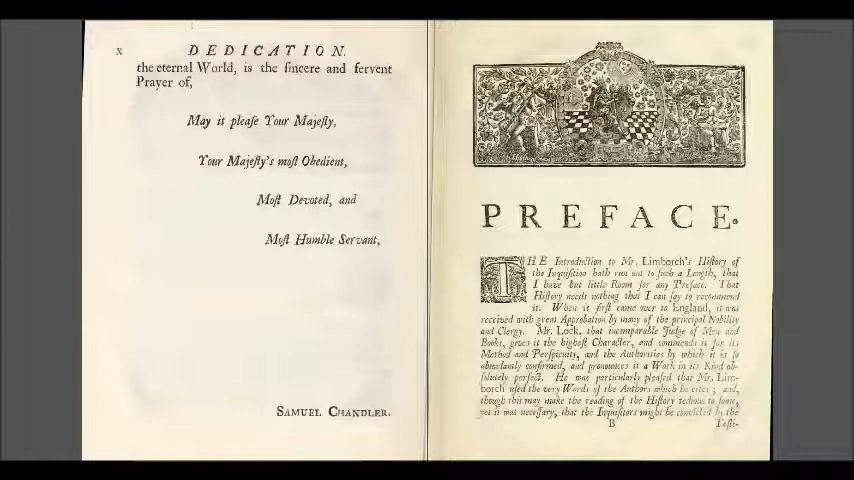 x
DEDICATION.
the eternal World, is the sincere and fervent
Prayer of,
May it please Your Majesty,
Your Majesty's most Obedient,
Most Devoted, and
Most Humble Servant,
SAMUEL CHANDLER.
PREFACE.
THE Introduction to Mr. Limborch's History of
the Inquisition hath run out to such a Length, that
I have but little Room for any Preface. That
History needs nothing that I can say to recommend
it. When it first came over to England, it was
received with great Approbation by many of the principal Nobility
and Clergy. Mr. Lock, that incomparable Judge of Men and
Books, gives it the highest Character, and commends it for its
Method and Perspicuity, and the Authorities by which it is so
abundantly confirmed, and pronounces it a Work in its Kind ab-
solutely perfect. He was particularly pleased that Mr. Lim-
borch used the very Words of the Authors which he cites; and,
though this may make the reading of the History tedious to some,
yet it was necessary, that the Inquisitors might be convicted by the
B
Testi-